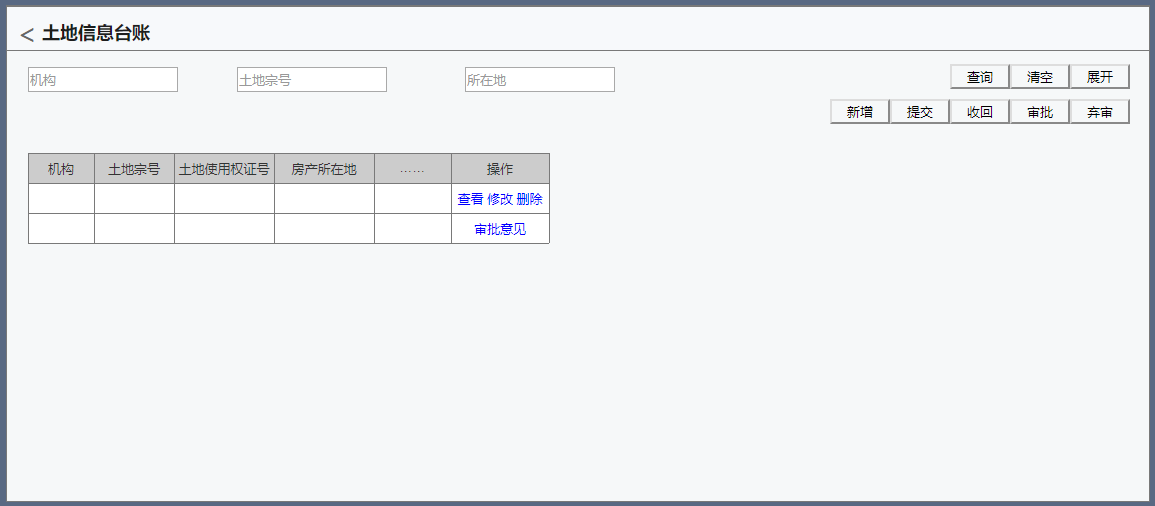 < 土地信息台账
机构 土地宗号 所在地 查询 清空 展开
新增 提交 收回 审批 弃审
机构 土地宗号 土地使用权证号 房产所在地 …… 操作
查看 修改 删除
审批意见